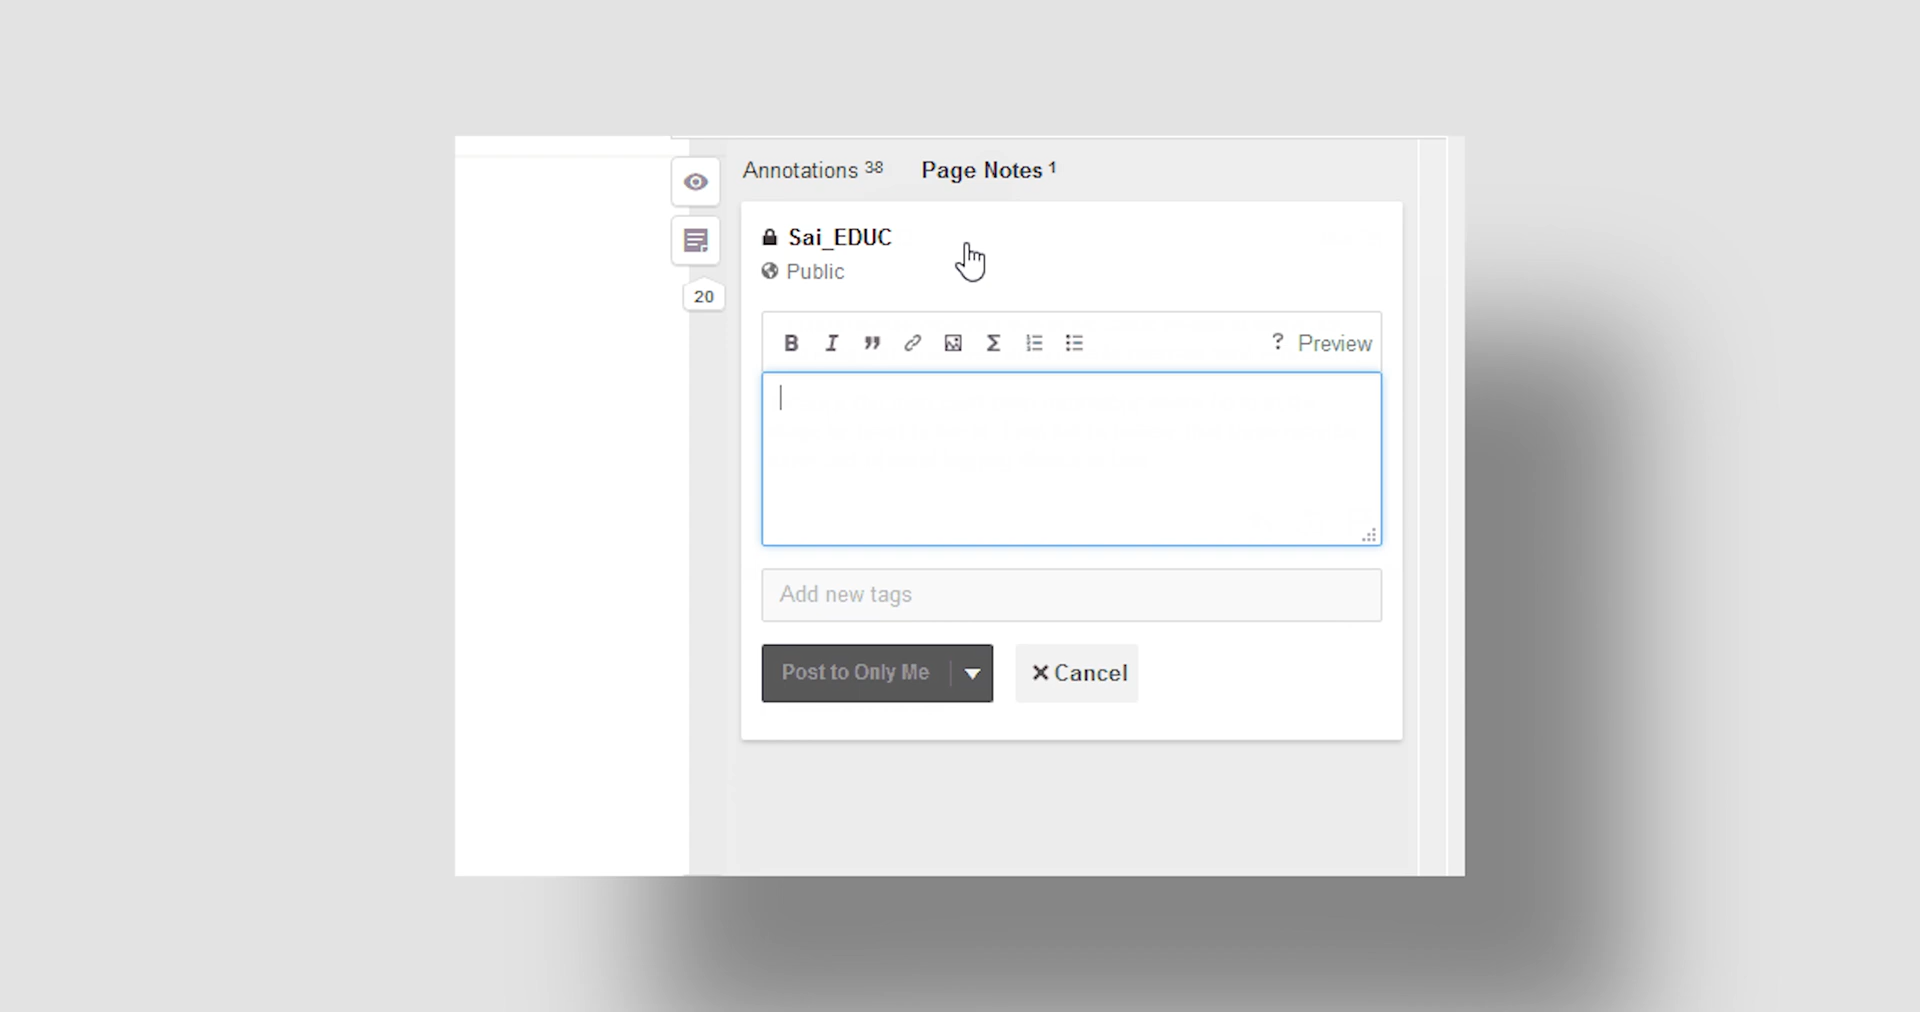 Annotations 38 Page Notes 1
Sai_EDUC
Public
B I ” Σ ? Preview
20
Add new tags
Post to Only Me
× Cancel